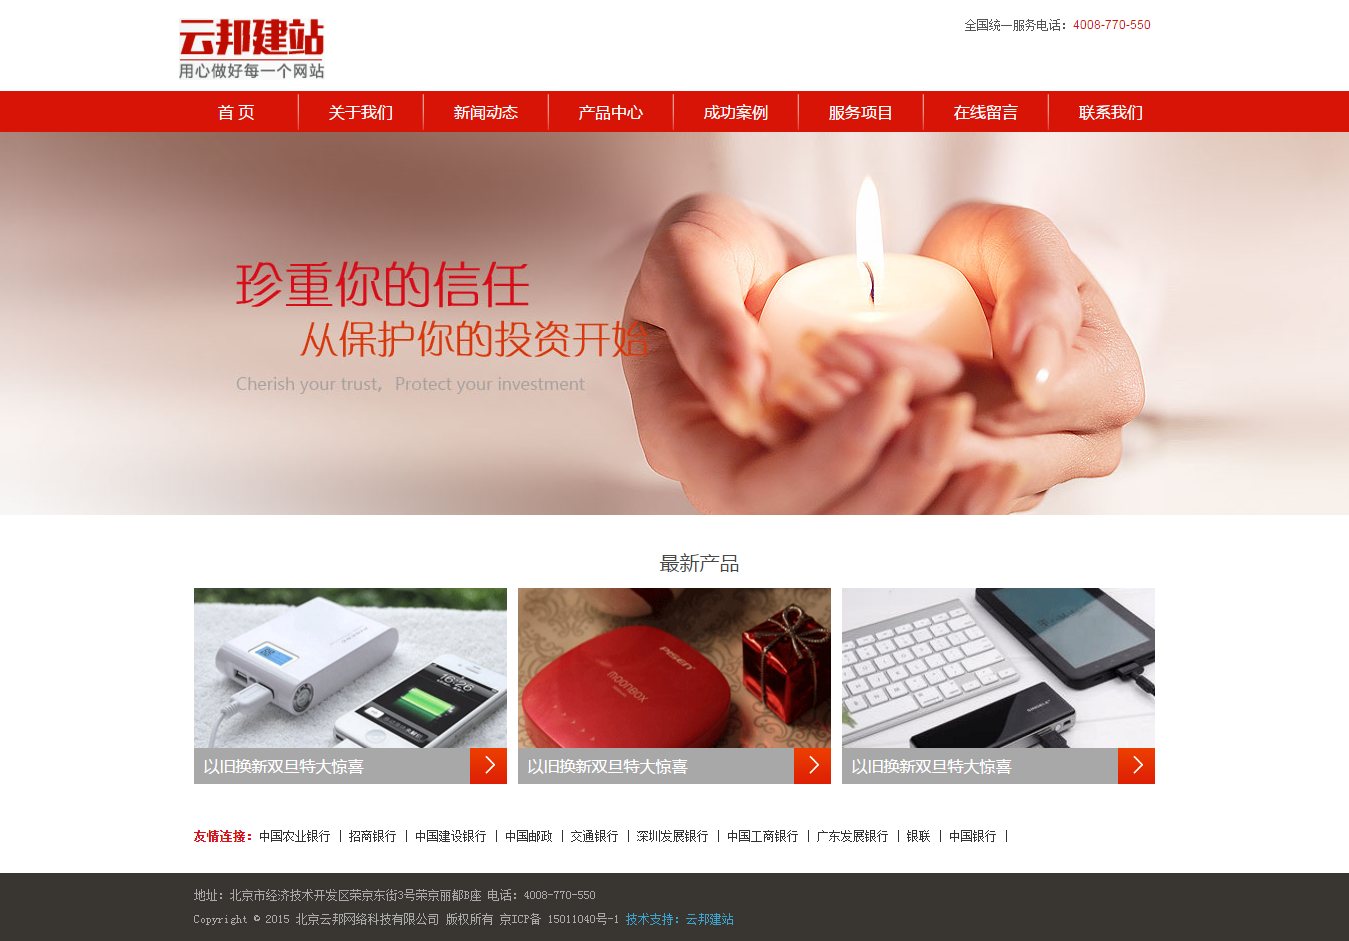 云邦建站
用心做好每一个网站
全国统一服务电话：4008-770-550
首 页 关于我们 新闻动态 产品中心 成功案例 服务项目 在线留言 联系我们
珍重你的信任
从保护你的投资开始
Cherish your trust，Protect your investment
最新产品
16:26
PISEN
moonbox
以旧换新双旦特大惊喜
以旧换新双旦特大惊喜
以旧换新双旦特大惊喜
友情连接：中国农业银行 | 招商银行 | 中国建设银行 | 中国邮政 | 交通银行 | 深圳发展银行 | 中国工商银行 | 广东发展银行 | 银联 | 中国银行 |
地址：北京市经济技术开发区荣京东街3号荣京丽都B座 电话：4008-770-550
Copyright © 2015 北京云邦网络科技有限公司 版权所有 京ICP备 15011040号-1 技术支持：云邦建站